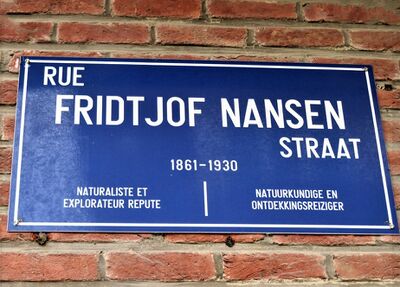 RUE
FRIDTJOF NANSEN
STRAAT
1861-1930
NATURALISTE ET
EXPLORATEUR REPUTE
NATUURKUNDIGE EN
ONTDEKKINGSREIZIGER